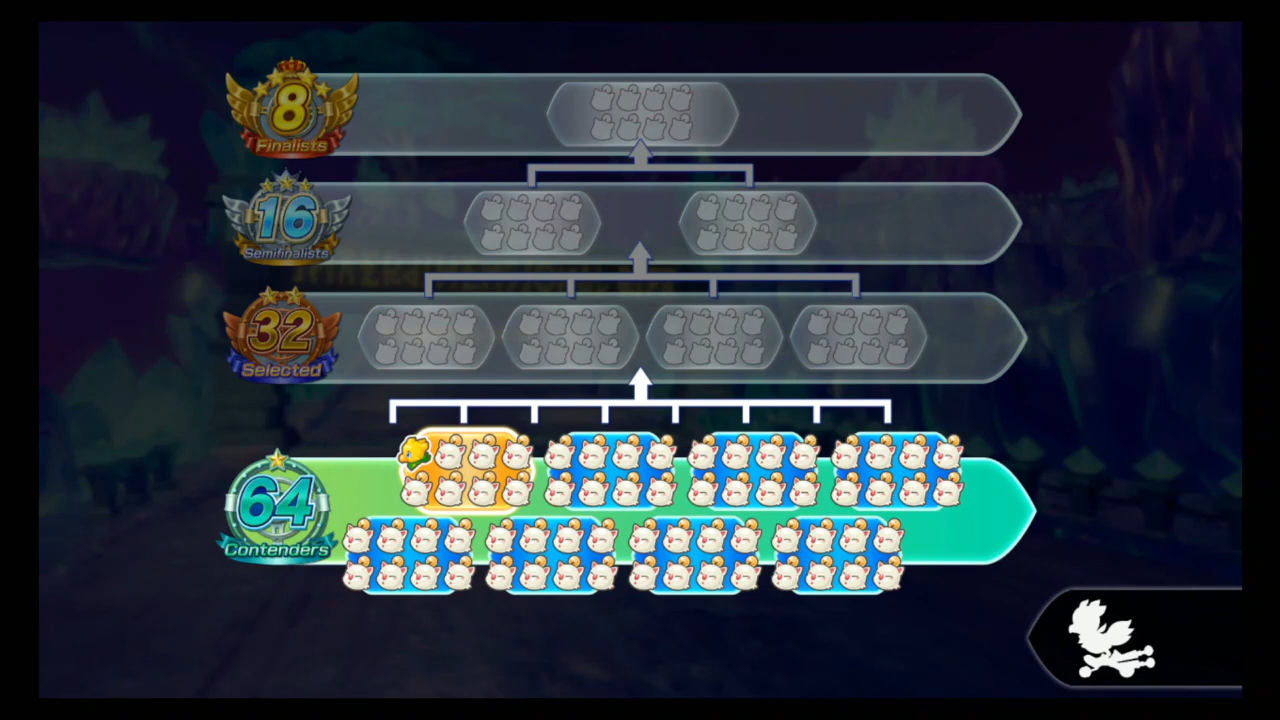 8
Finalists
16
Semifinalists
32
Selected
64
Contenders